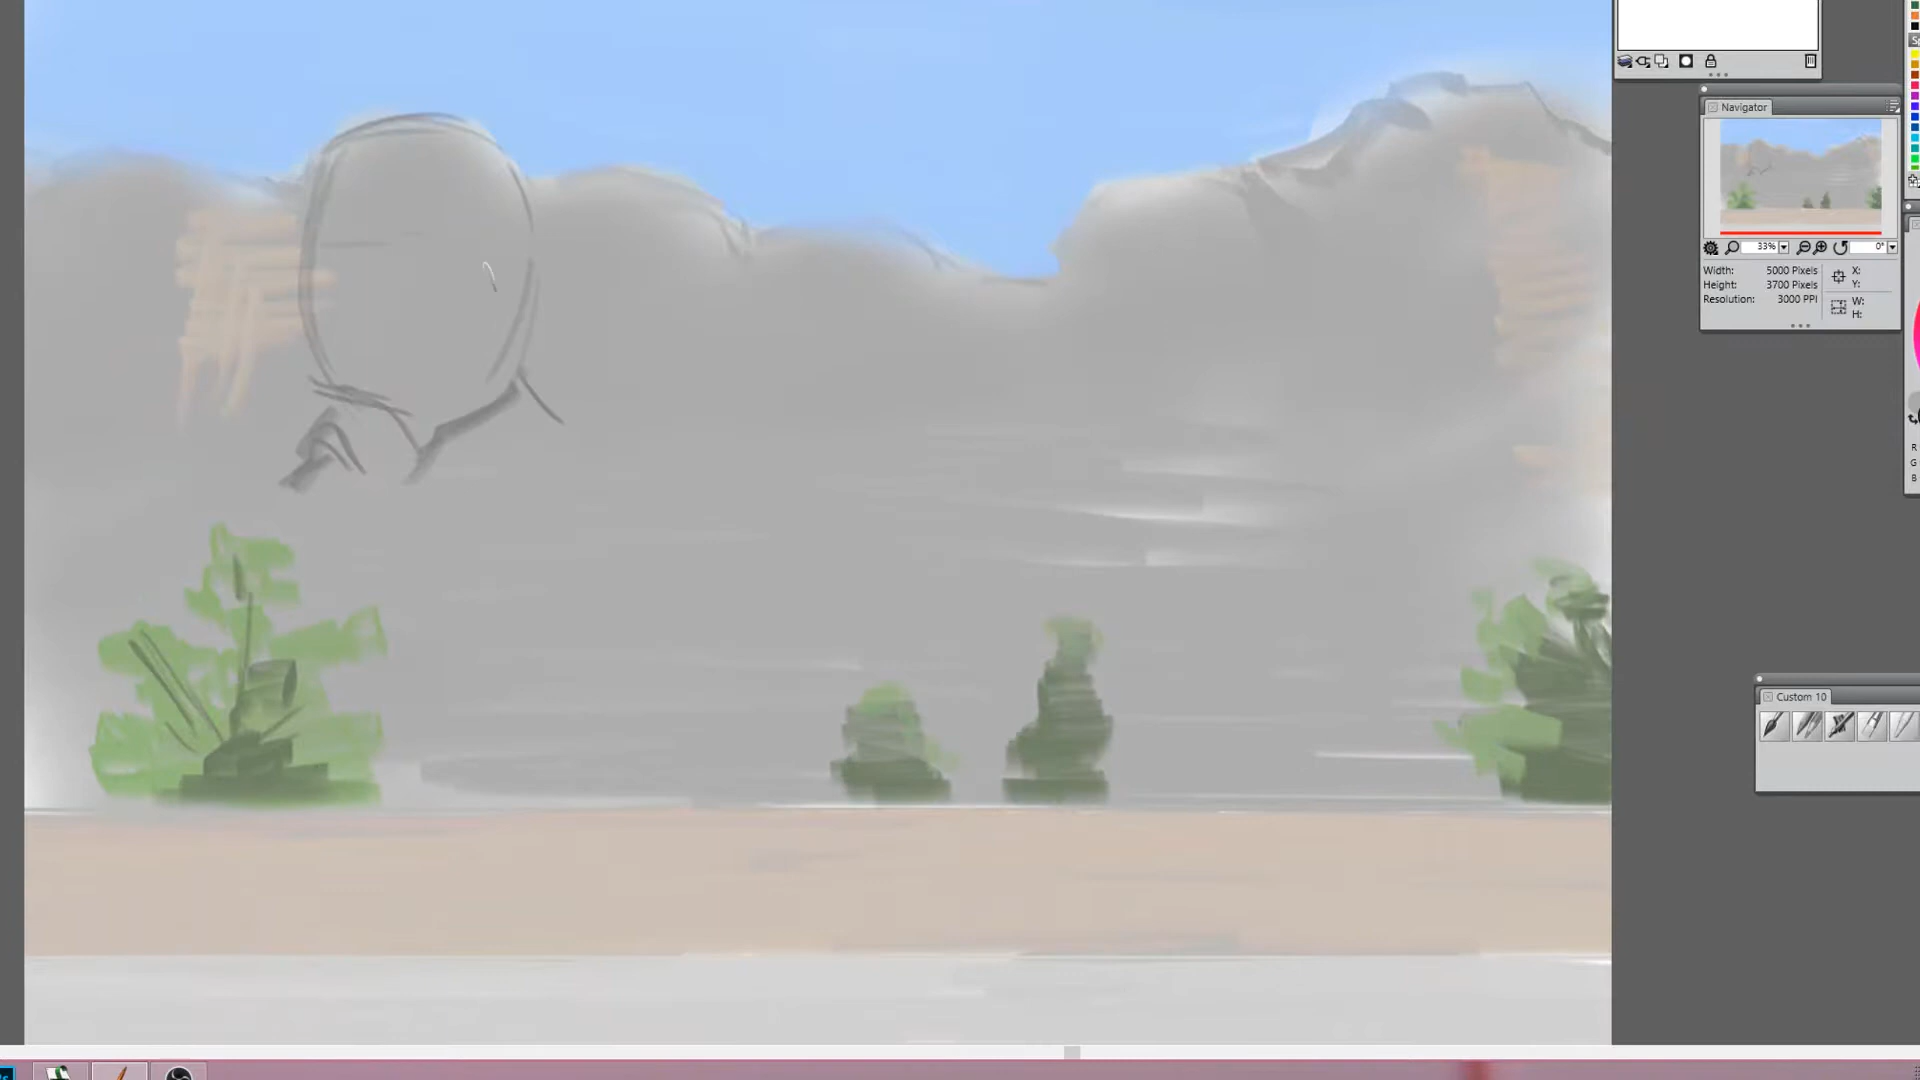 Navigator
33%
0°
Width: 5000 Pixels
Height: 3700 Pixels
Resolution: 3000 PPI
X:
Y:
W:
H:
R
G
B
Custom 10